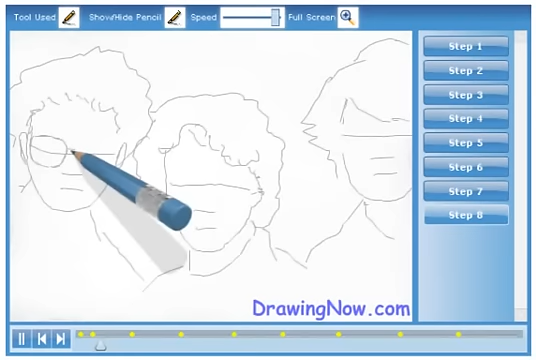 Tool Used Show/Hide Pencil Speed Full Screen
Step 1
Step 2
Step 3
Step 4
Step 5
Step 6
Step 7
Step 8
DrawingNow.com